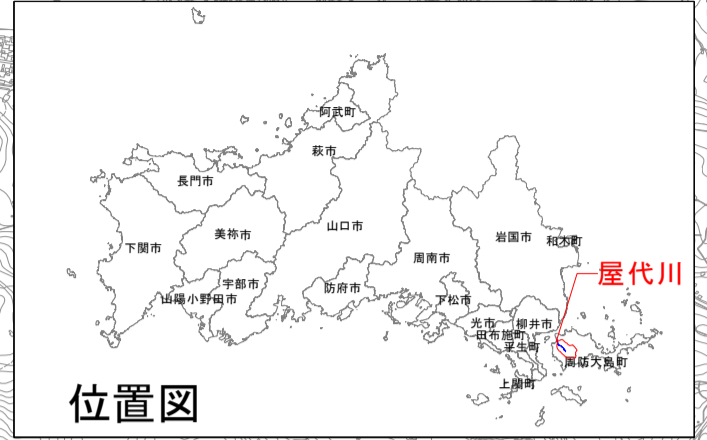 阿武町
萩市
長門市
山口市
美祢市
下関市
岩国市
和木町
周南市
屋代川
宇部市
防府市
山陽小野田市
下松市
光市
柳井市
田布施町
平生町
周防大島町
上関町
位置図